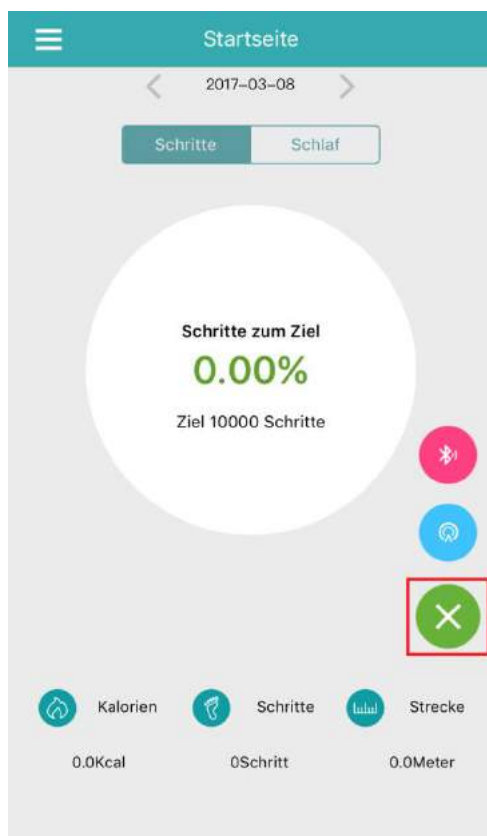 Startseite
2017-03-08
Schritte Schlaf
Schritte zum Ziel
0.00%
Ziel 10000 Schritte
Kalorien Schritte Strecke
0.0Kcal 0Schritt 0.0Meter